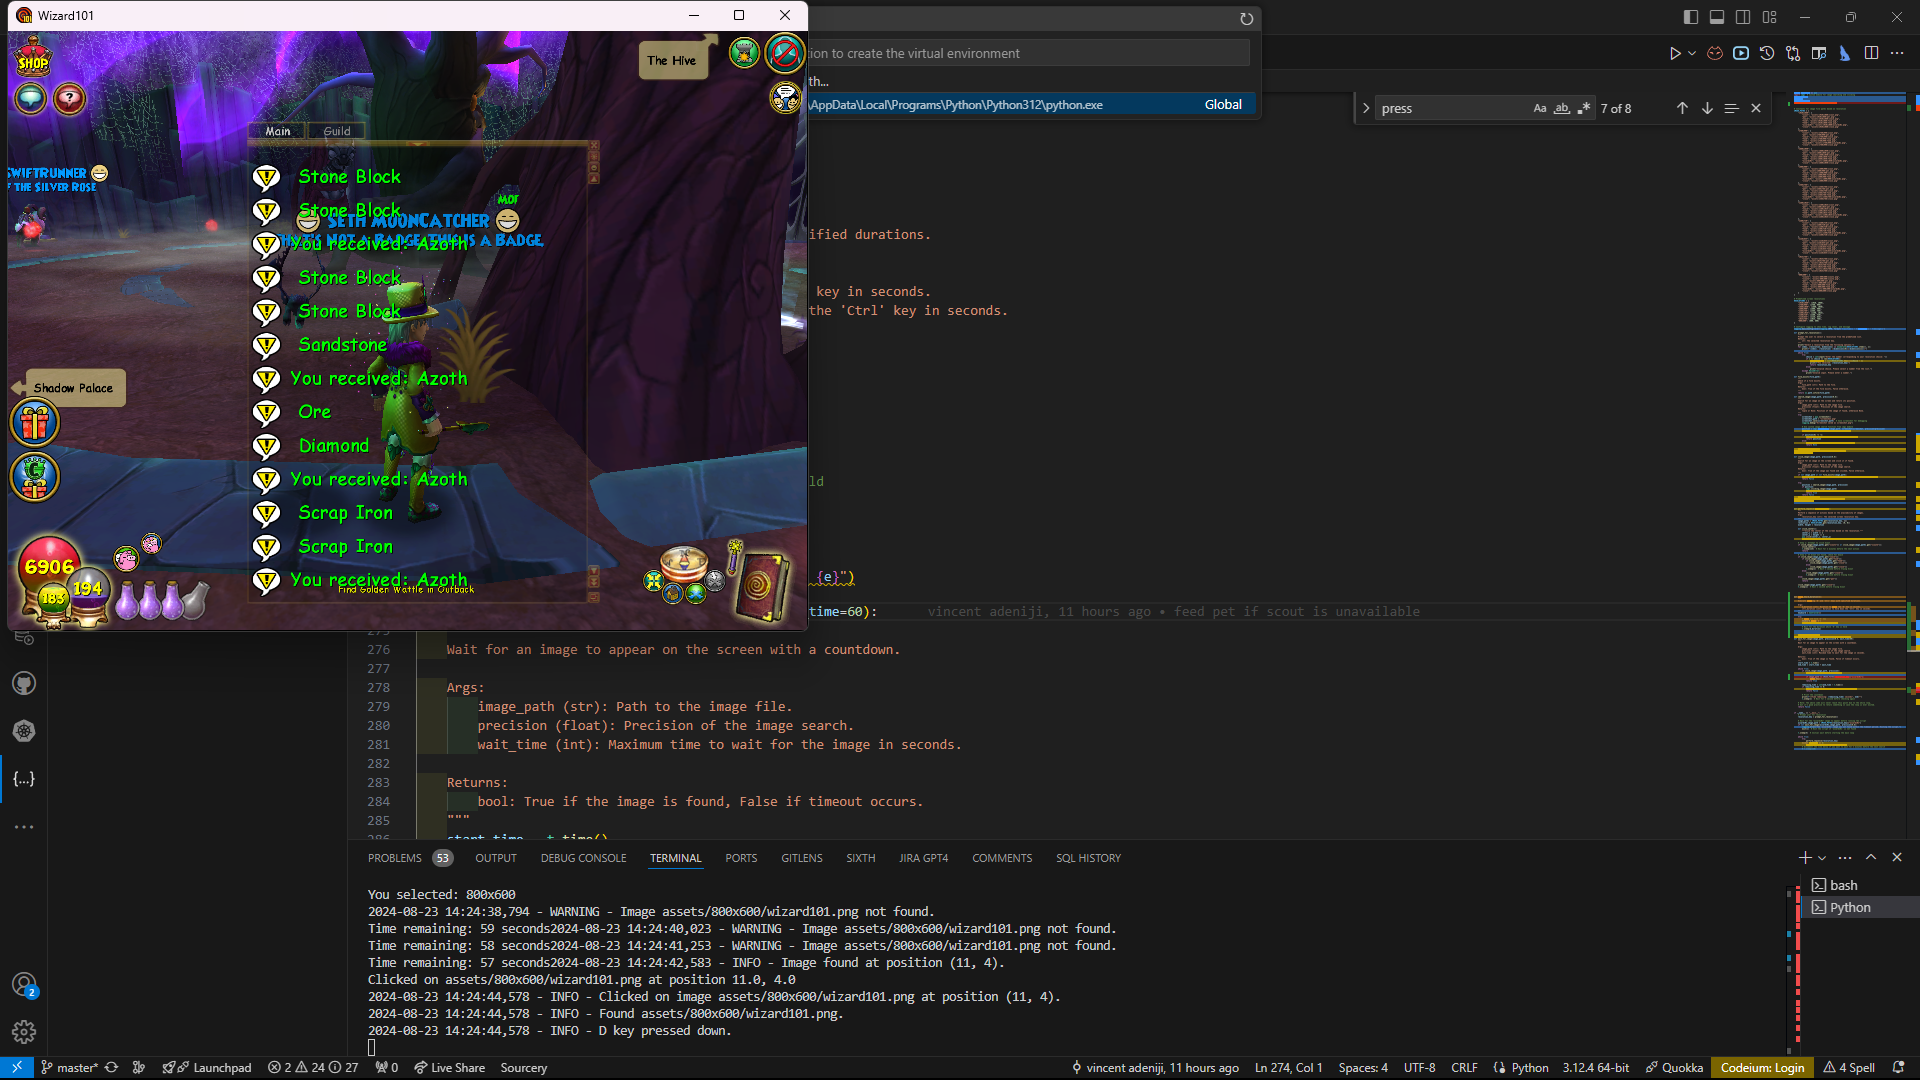 Wizard101
SHOP
The Hive
Main
Guild
SWIFTRUNNER
F THE SILVER ROSE
Stone Block
Stone Block
MOF
SETH MOONCATCHER
THAT'S NOT A BADGE, THIS IS A BADGE,
You received: Azoth
Stone Block
Stone Block
Sandstone
You received: Azoth
Shadow Palace
Ore
Diamond
You received: Azoth
Scrap Iron
Scrap Iron
You received: Azoth
Find Golden Wattle in Outback
6906
194
183
tion to create the virtual environment
th...
\AppData\Local\Programs\Python\Python312\python.exe
Global
press
Aa
ab
7 of 8
ified durations.
key in seconds.
the 'Ctrl' key in seconds.
ld
{e}")
time=60):
vincent adeniji, 11 hours ago • feed pet if scout is unavailable
275
276 Wait for an image to appear on the screen with a countdown.
277
278 Args:
279 image_path (str): Path to the image file.
280 precision (float): Precision of the image search.
281 wait_time (int): Maximum time to wait for the image in seconds.
282
283 Returns:
284 bool: True if the image is found, False if timeout occurs.
285 """
286 start_time = t.time()
PROBLEMS 53 OUTPUT DEBUG CONSOLE TERMINAL PORTS GITLENS SIXTH JIRA GPT4 COMMENTS SQL HISTORY
You selected: 800x600
2024-08-23 14:24:38,794 - WARNING - Image assets/800x600/wizard101.png not found.
Time remaining: 59 seconds2024-08-23 14:24:40,023 - WARNING - Image assets/800x600/wizard101.png not found.
Time remaining: 58 seconds2024-08-23 14:24:41,253 - WARNING - Image assets/800x600/wizard101.png not found.
Time remaining: 57 seconds2024-08-23 14:24:42,583 - INFO - Image found at position (11, 4).
Clicked on assets/800x600/wizard101.png at position 11.0, 4.0
2024-08-23 14:24:44,578 - INFO - Clicked on image assets/800x600/wizard101.png at position (11, 4).
2024-08-23 14:24:44,578 - INFO - Found assets/800x600/wizard101.png.
2024-08-23 14:24:44,578 - INFO - D key pressed down.
bash
Python
2
master* Launchpad 2 24 27 0 Live Share Sourcery
vincent adeniji, 11 hours ago Ln 274, Col 1 Spaces: 4 UTF-8 CRLF Python 3.12.4 64-bit Quokka Codeium: Login 4 Spell